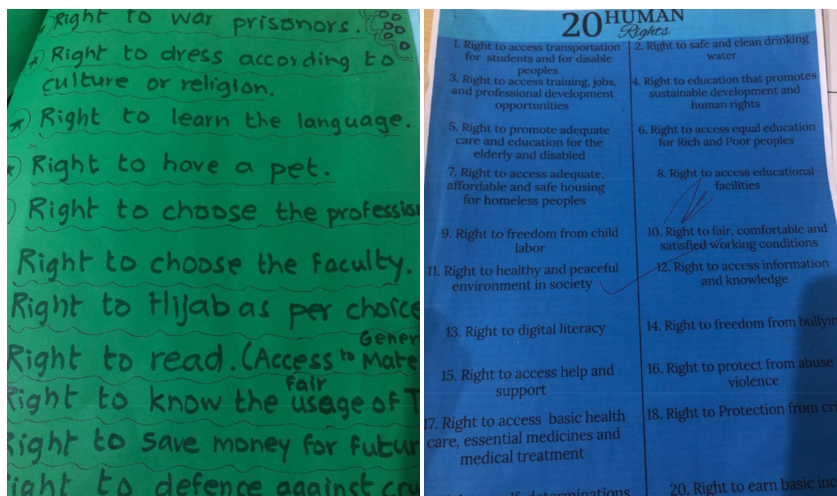 Right to war prisonors.
Right to dress according to
culture or religion.
Right to learn the language.
Right to have a pet.
Right to choose the profession
Right to choose the faculty.
Right to Hijab as per choice
Right to read. (Access to Gener Mate
Right to know the fair usage of T
Right to save money for futur
ight to defence against cru
20 HUMAN
Rights
1. Right to access transportation
for students and for disable
peoples
2. Right to safe and clean drinking
water
3. Right to access training, jobs,
and professional development
opportunities
4. Right to education that promotes
sustainable development and
human rights
5. Right to promote adequate
care and education for the
elderly and disabled
6. Right to access equal education
for Rich and Poor peoples
7. Right to access adequate,
affordable and safe housing
for homeless peoples
8. Right to access educational
facilities
9. Right to freedom from child
labor
10. Right to fair, comfortable and
satisfied working conditions
11. Right to healthy and peaceful
environment in society
12. Right to access information
and knowledge
13. Right to digital literacy
14. Right to freedom from bullyin
15. Right to access help and
support
16. Right to protect from abuse
violence
17. Right to access basic health
care, essential medicines and
medical treatment
18. Right to Protection from cri
determinations
20. Right to earn basic inc